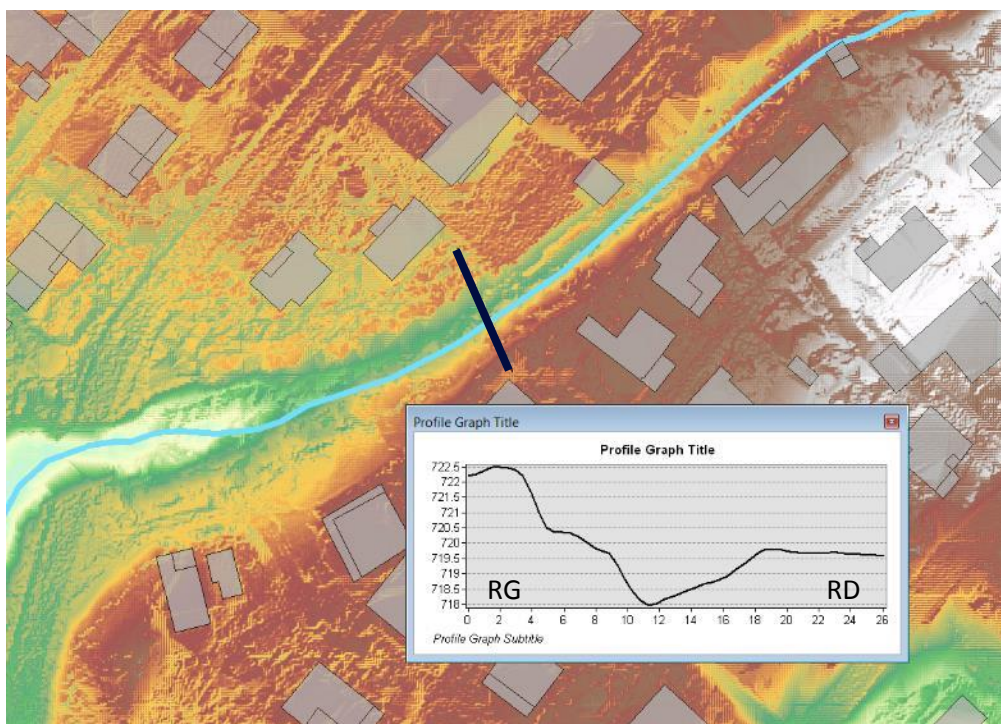 Profile Graph Title
Profile Graph Title
722.5
722
721.5
721
720.5
720
719.5
719
718.5
718
RG
RD
0 2 4 6 8 10 12 14 16 18 20 22 24 26
Profile Graph Subtitle